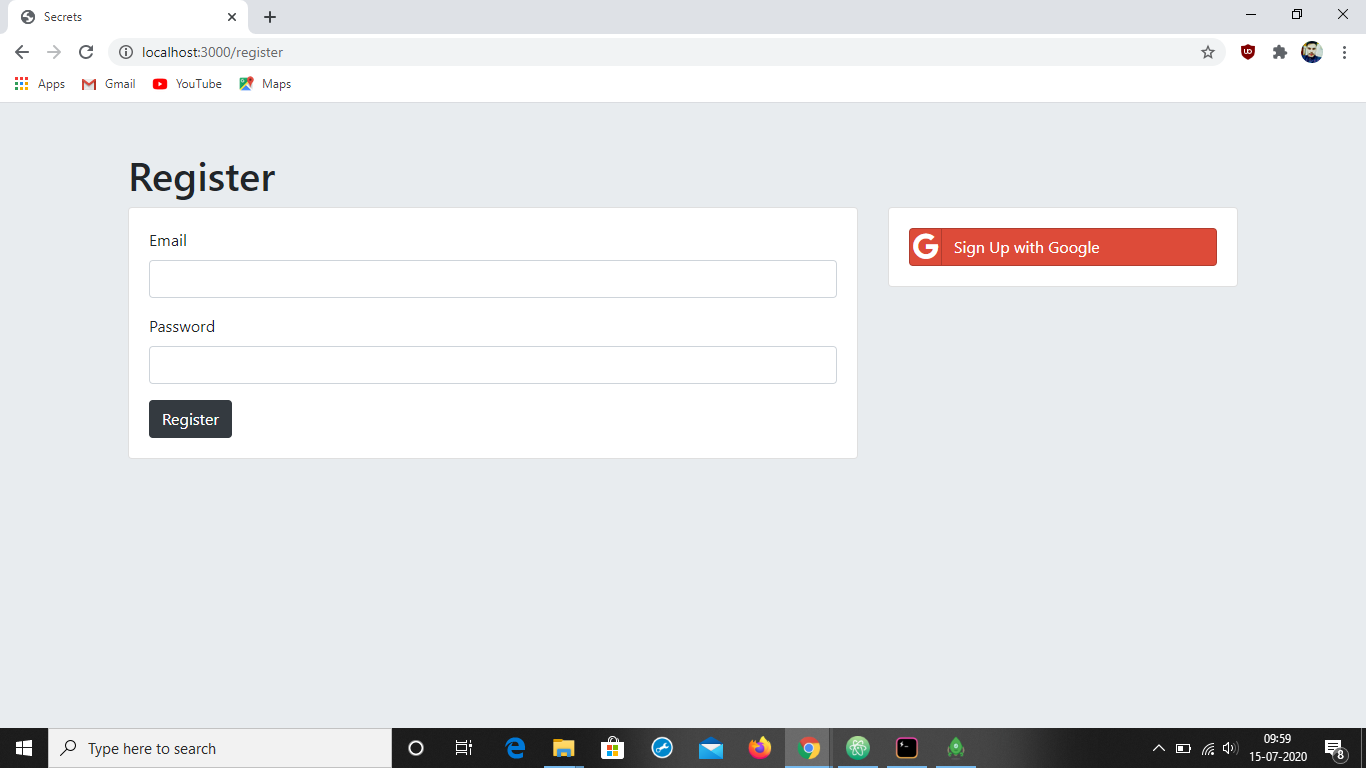 Secrets
localhost:3000/register
Apps Gmail YouTube Maps
Register
Email
Password
Register
G Sign Up with Google
Type here to search
09:59
15-07-2020
8